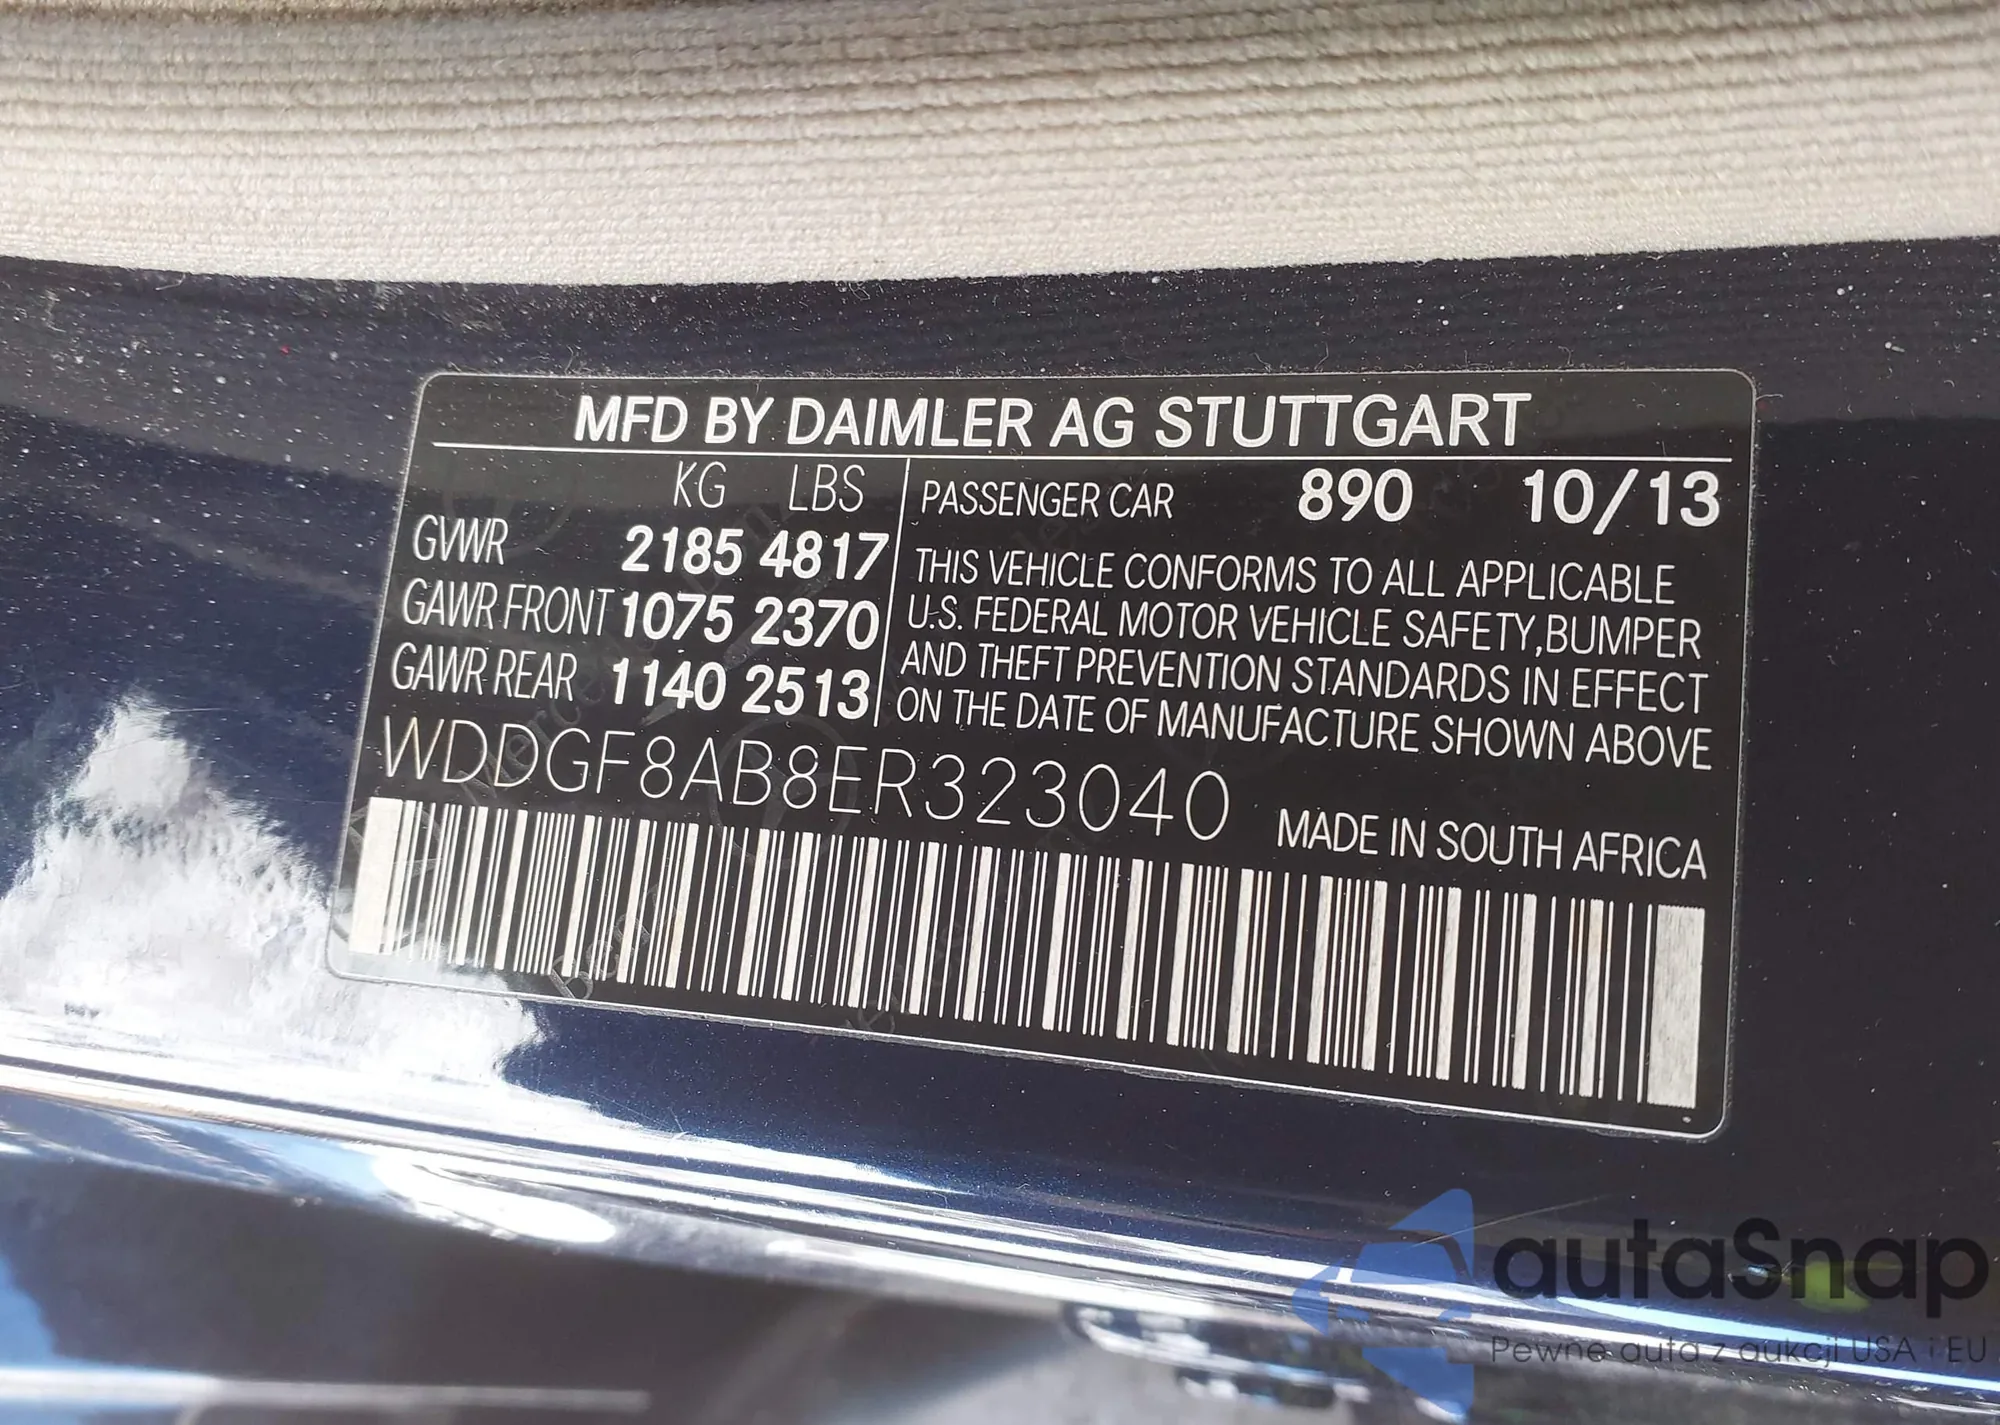 MFD BY DAIMLER AG STUTTGART
KG LBS
GVWR 2185 4817
GAWR FRONT 1075 2370
GAWR REAR 1140 2513
PASSENGER CAR 890 10/13
THIS VEHICLE CONFORMS TO ALL APPLICABLE
U.S. FEDERAL MOTOR VEHICLE SAFETY,BUMPER
AND THEFT PREVENTION STANDARDS IN EFFECT
ON THE DATE OF MANUFACTURE SHOWN ABOVE
WDDGF8AB8ER323040
MADE IN SOUTH AFRICA
autaSnap
Pewne auta z aukcji USA i EU